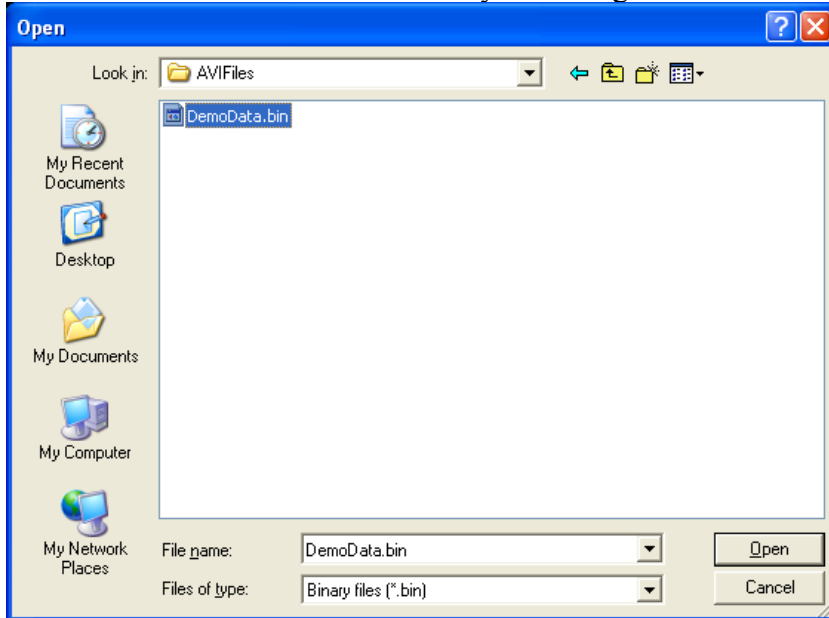 Open
Look in:
AVIFiles
DemoData.bin
My Recent
Documents
Desktop
My Documents
My Computer
My Network
Places
File name:
DemoData.bin
Open
Files of type:
Binary files (*.bin)
Cancel